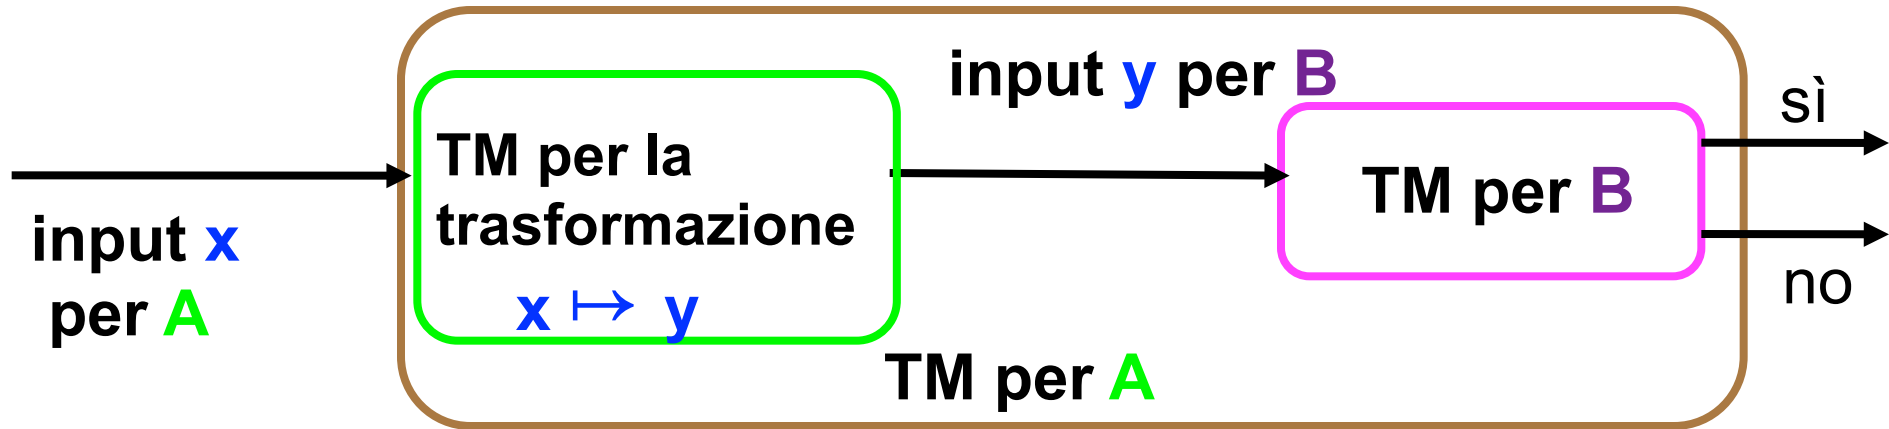 input x
per A
TM per la
trasformazione
x ↦ y
input y per B
TM per B
sì
no
TM per A